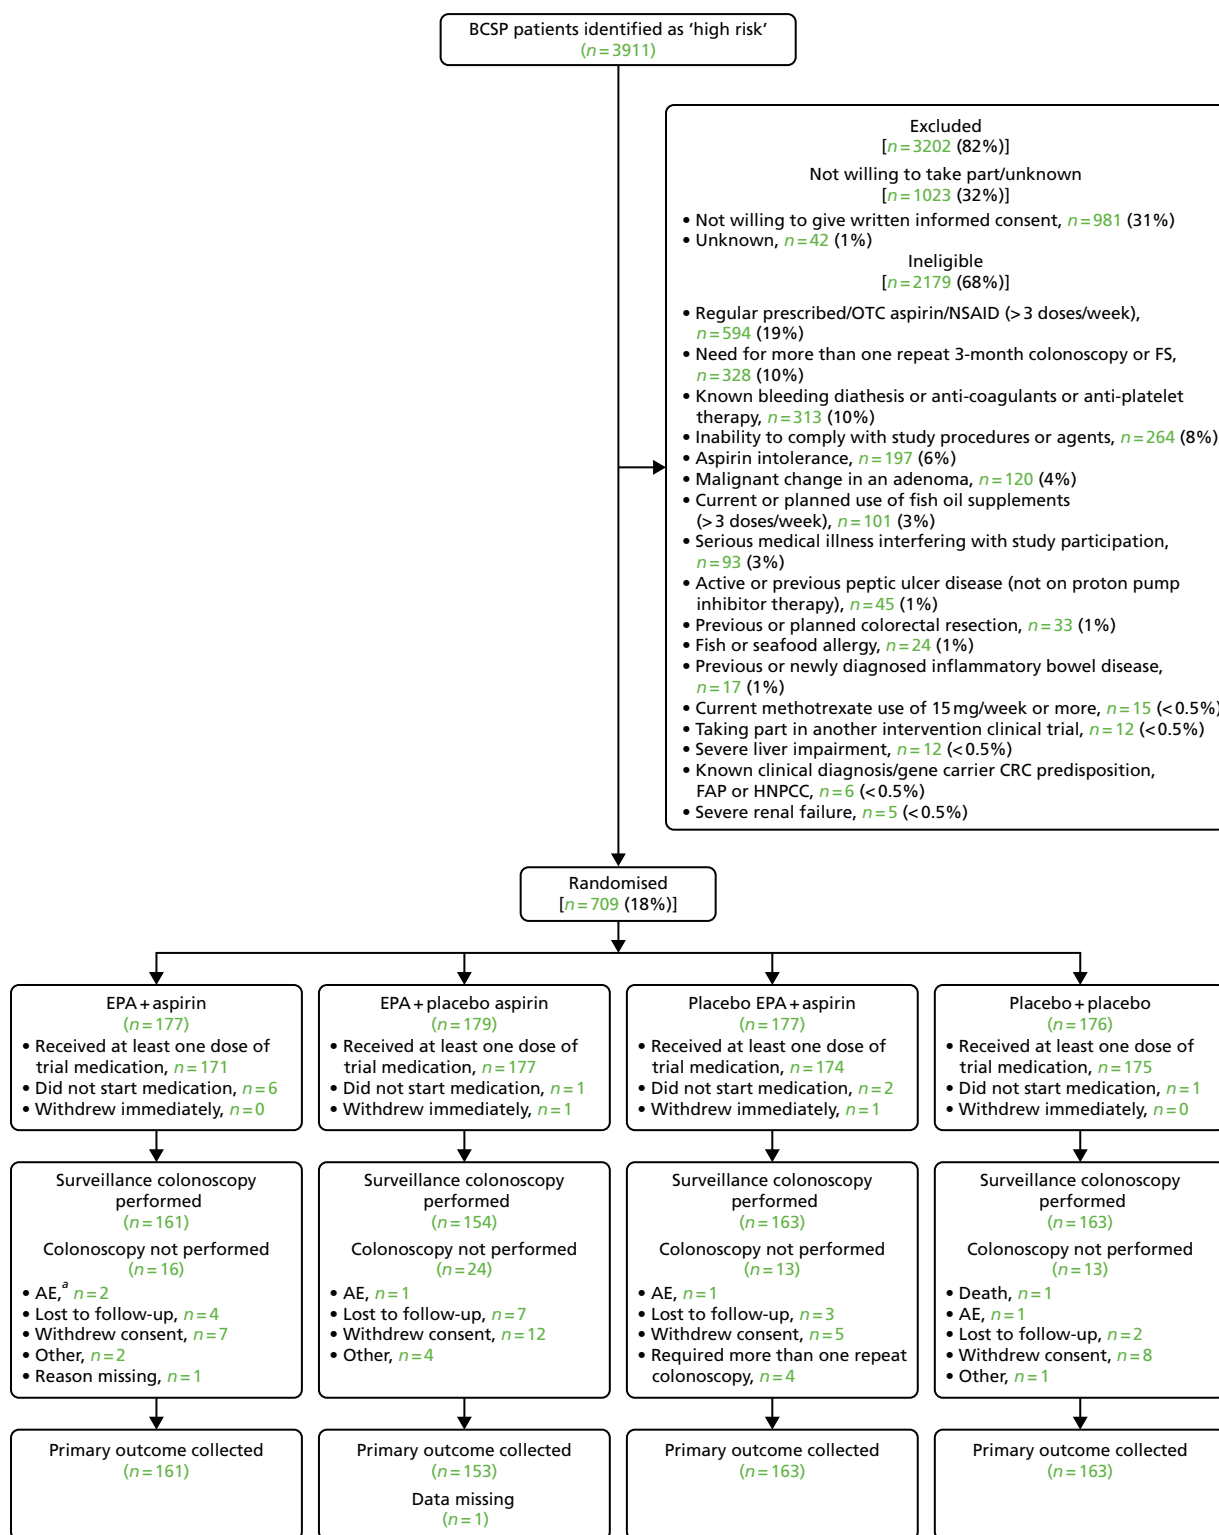 BCSP patients identified as ‘high risk’
(n=3911)
Excluded
[n=3202 (82%)]
Not willing to take part/unknown
[n=1023 (32%)]
• Not willing to give written informed consent, n=981 (31%)
• Unknown, n=42 (1%)
Ineligible
[n=2179 (68%)]
• Regular prescribed/OTC aspirin/NSAID (>3 doses/week),
n=594 (19%)
• Need for more than one repeat 3-month colonoscopy or FS,
n=328 (10%)
• Known bleeding diathesis or anti-coagulants or anti-platelet
therapy, n=313 (10%)
• Inability to comply with study procedures or agents, n=264 (8%)
• Aspirin intolerance, n=197 (6%)
• Malignant change in an adenoma, n=120 (4%)
• Current or planned use of fish oil supplements
(>3 doses/week), n=101 (3%)
• Serious medical illness interfering with study participation,
n=93 (3%)
• Active or previous peptic ulcer disease (not on proton pump
inhibitor therapy), n=45 (1%)
• Previous or planned colorectal resection, n=33 (1%)
• Fish or seafood allergy, n=24 (1%)
• Previous or newly diagnosed inflammatory bowel disease,
n=17 (1%)
• Current methotrexate use of 15 mg/week or more, n=15 (<0.5%)
• Taking part in another intervention clinical trial, n=12 (<0.5%)
• Severe liver impairment, n=12 (<0.5%)
• Known clinical diagnosis/gene carrier CRC predisposition,
FAP or HNPCC, n=6 (<0.5%)
• Severe renal failure, n=5 (<0.5%)
Randomised
[n=709 (18%)]
EPA+aspirin
(n=177)
• Received at least one dose of
trial medication, n=171
• Did not start medication, n=6
• Withdrew immediately, n=0
EPA+placebo aspirin
(n=179)
• Received at least one dose of
trial medication, n=177
• Did not start medication, n=1
• Withdrew immediately, n=1
Placebo EPA+aspirin
(n=177)
• Received at least one dose of
trial medication, n=174
• Did not start medication, n=2
• Withdrew immediately, n=1
Placebo+placebo
(n=176)
• Received at least one dose of
trial medication, n=175
• Did not start medication, n=1
• Withdrew immediately, n=0
Surveillance colonoscopy
performed
(n=161)
Colonoscopy not performed
(n=16)
• AE,a n=2
• Lost to follow-up, n=4
• Withdrew consent, n=7
• Other, n=2
• Reason missing, n=1
Surveillance colonoscopy
performed
(n=154)
Colonoscopy not performed
(n=24)
• AE, n=1
• Lost to follow-up, n=7
• Withdrew consent, n=12
• Other, n=4
Surveillance colonoscopy
performed
(n=163)
Colonoscopy not performed
(n=13)
• AE, n=1
• Lost to follow-up, n=3
• Withdrew consent, n=5
• Required more than one repeat
colonoscopy, n=4
Surveillance colonoscopy
performed
(n=163)
Colonoscopy not performed
(n=13)
• Death, n=1
• AE, n=1
• Lost to follow-up, n=2
• Withdrew consent, n=8
• Other, n=1
Primary outcome collected
(n=161)
Primary outcome collected
(n=153)
Data missing
(n=1)
Primary outcome collected
(n=163)
Primary outcome collected
(n=163)